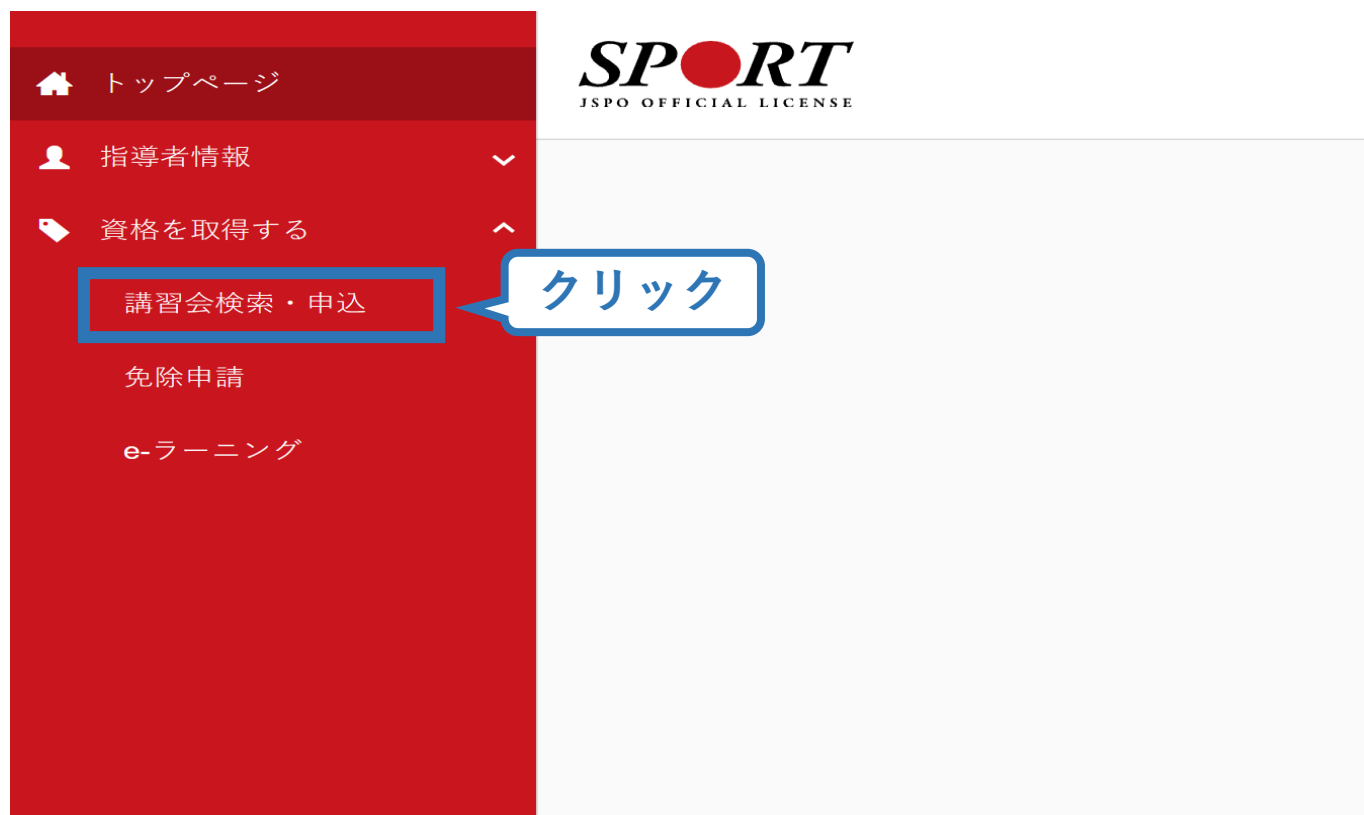 トップページ
指導者情報
資格を取得する
講習会検索・申込
免除申請
e-ラーニング
SPORT
JSPO OFFICIAL LICENSE
クリック